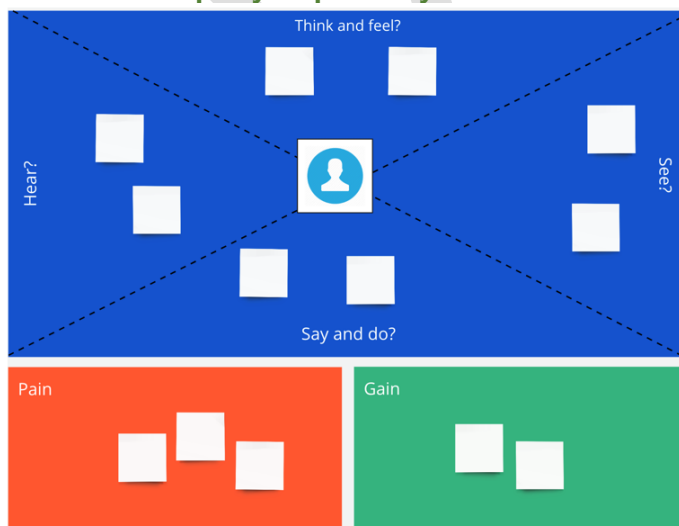 Think and feel?
Hear?
See?
Say and do?
Pain
Gain